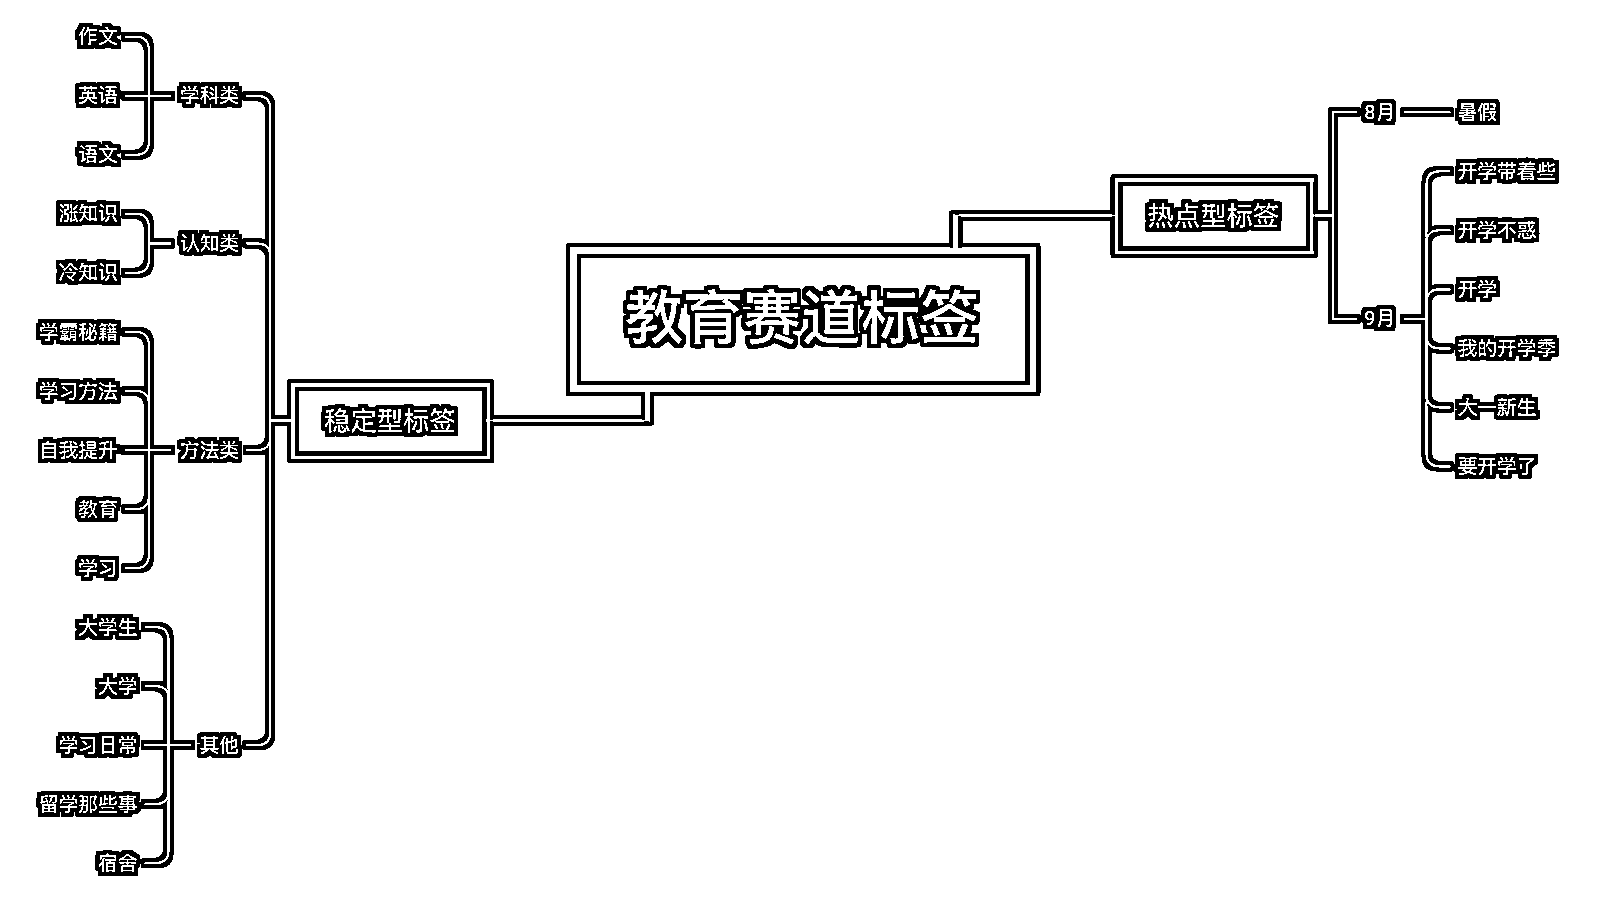 教育赛道标签
热点型标签
8月
暑假
9月
开学带着些
开学不惑
开学
我的开学季
大一新生
要开学了
稳定型标签
学科类
作文
英语
语文
认知类
涨知识
冷知识
方法类
学霸秘籍
学习方法
自我提升
教育
学习
其他
大学生
大学
学习日常
留学那些事
宿舍